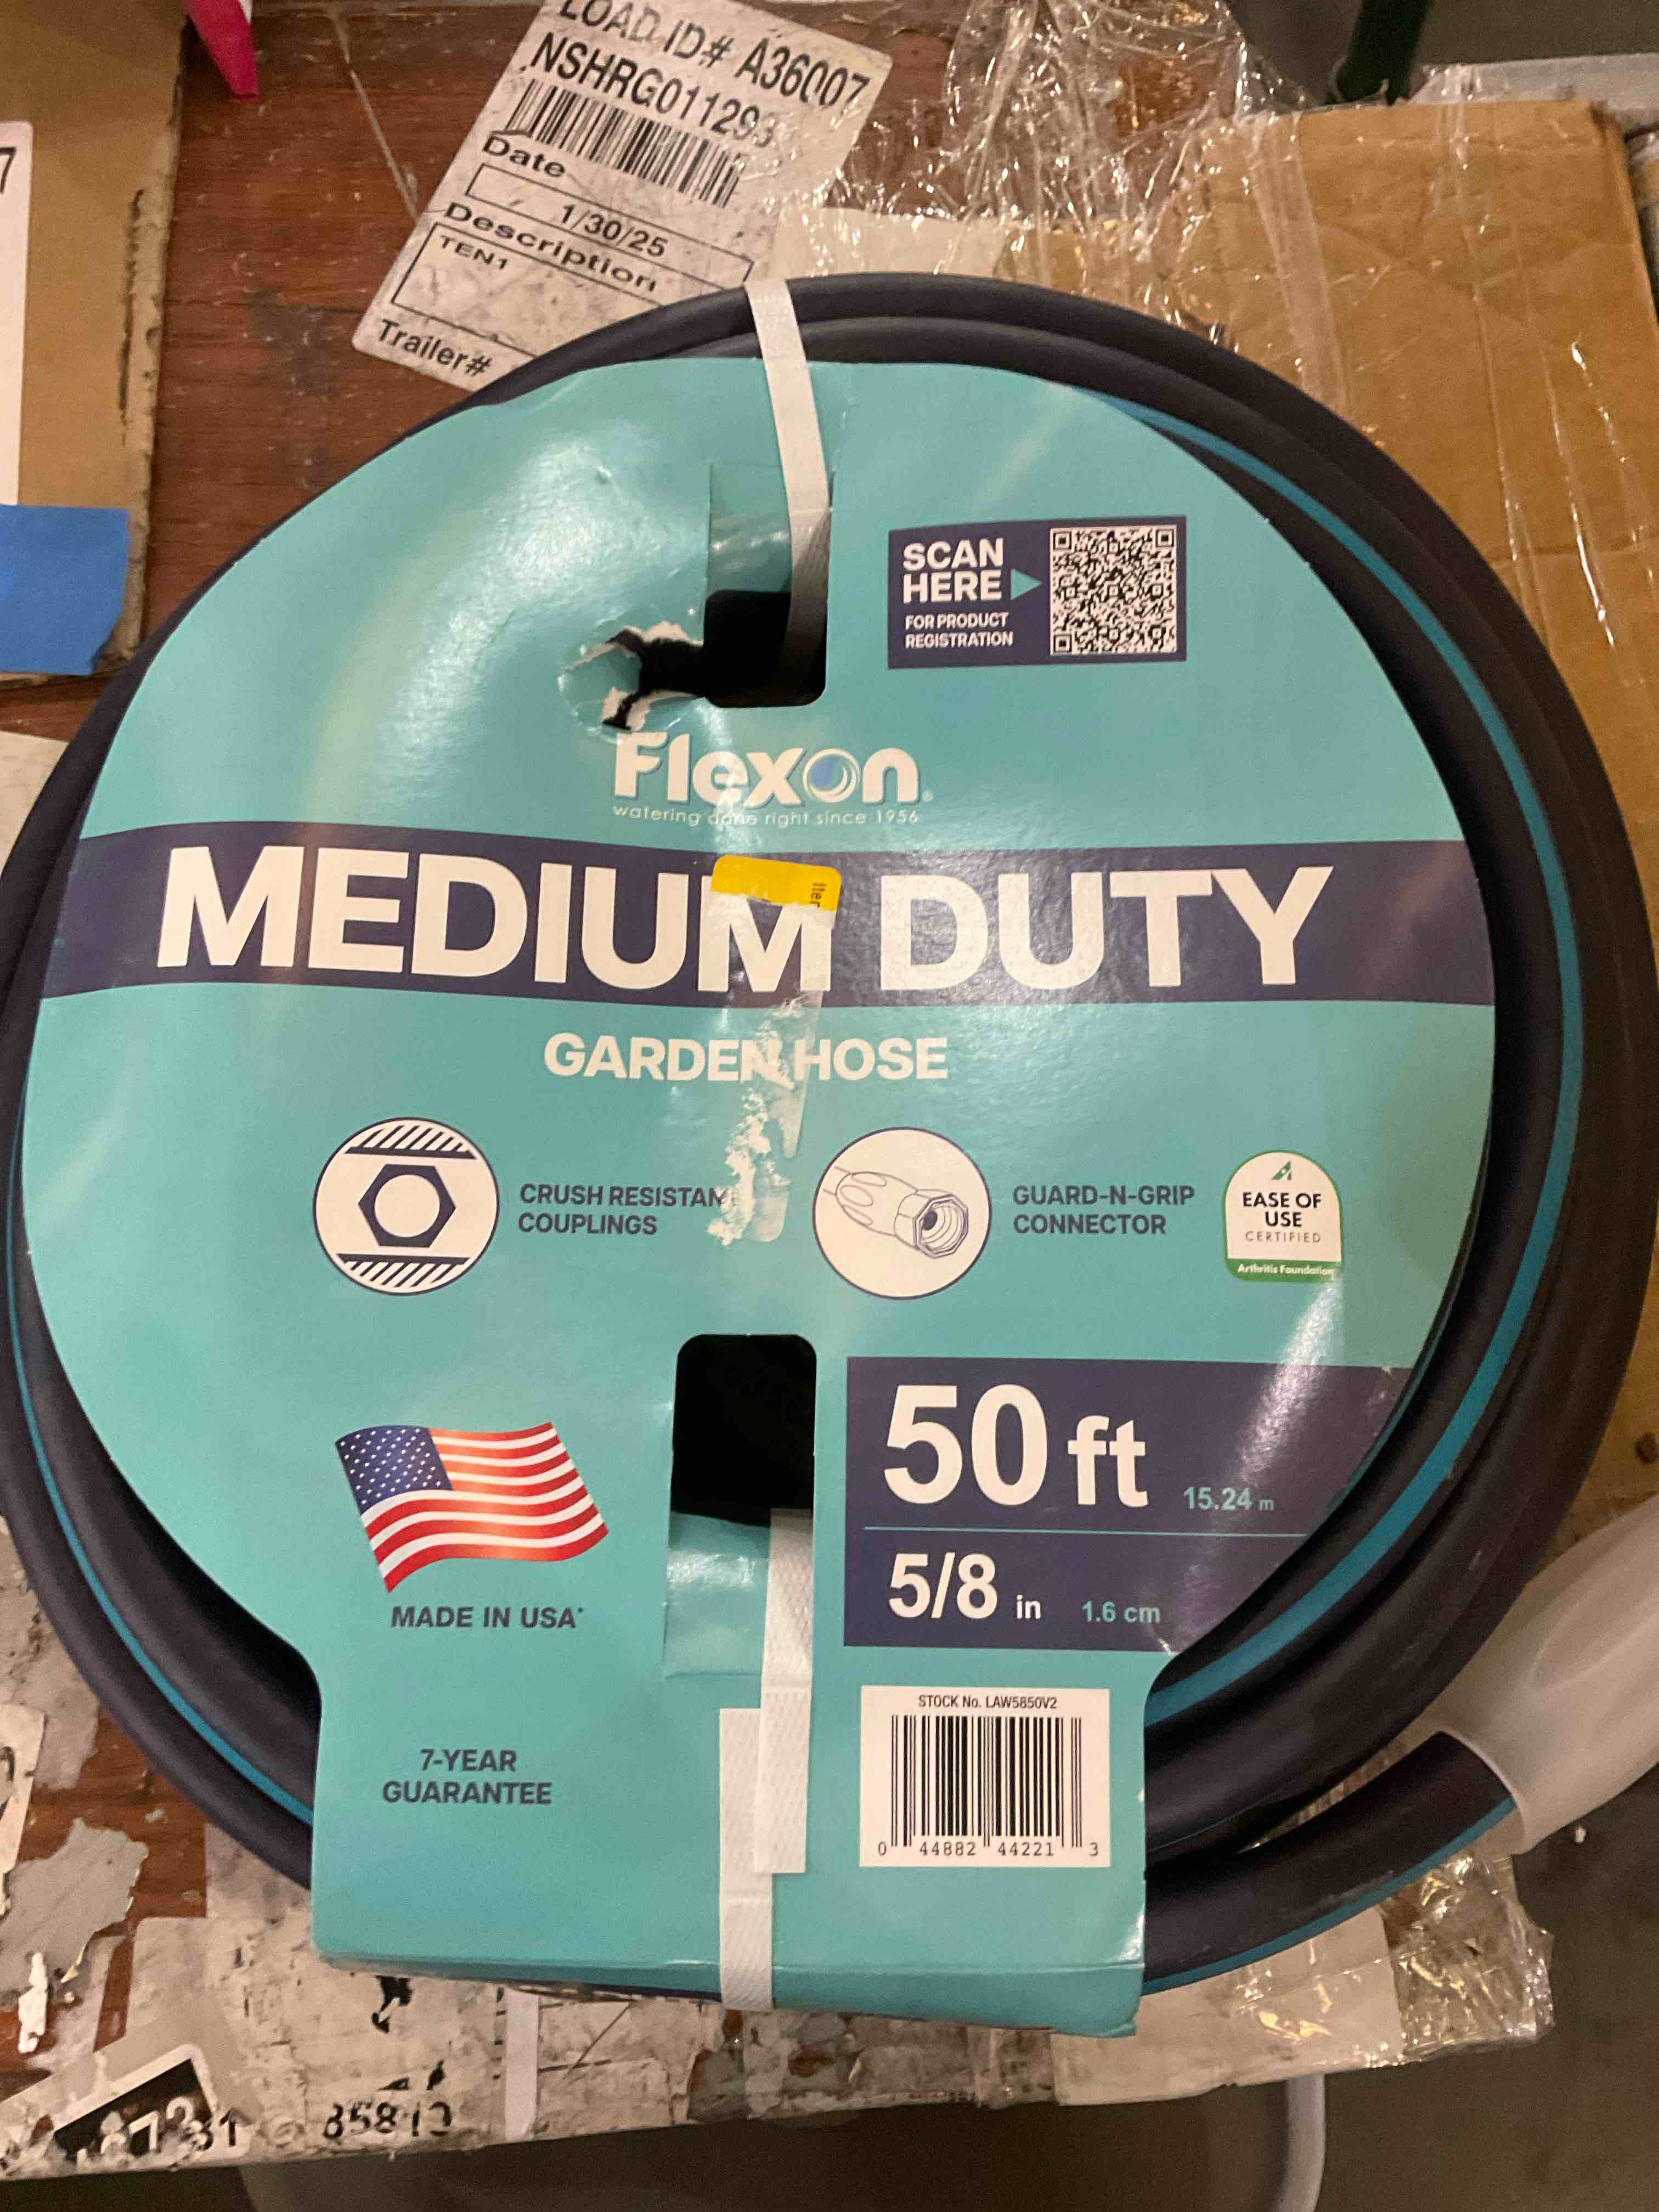 LOAD ID# A36007
NSHRG011293
Date
1/30/25
Description
TEN1
Trailer#
7
SCAN
HERE
FOR PRODUCT
REGISTRATION
Flexon®
watering done right since 1956
MEDIUM DUTY
GARDEN HOSE
CRUSH RESISTANT
COUPLINGS
GUARD-N-GRIP
CONNECTOR
EASE OF
USE
CERTIFIED
Arthritis Foundation
50 ft 15.24 m
5/8 in 1.6 cm
MADE IN USA*
7-YEAR
GUARANTEE
STOCK No. LAW5850V2
0 44882 44221 3